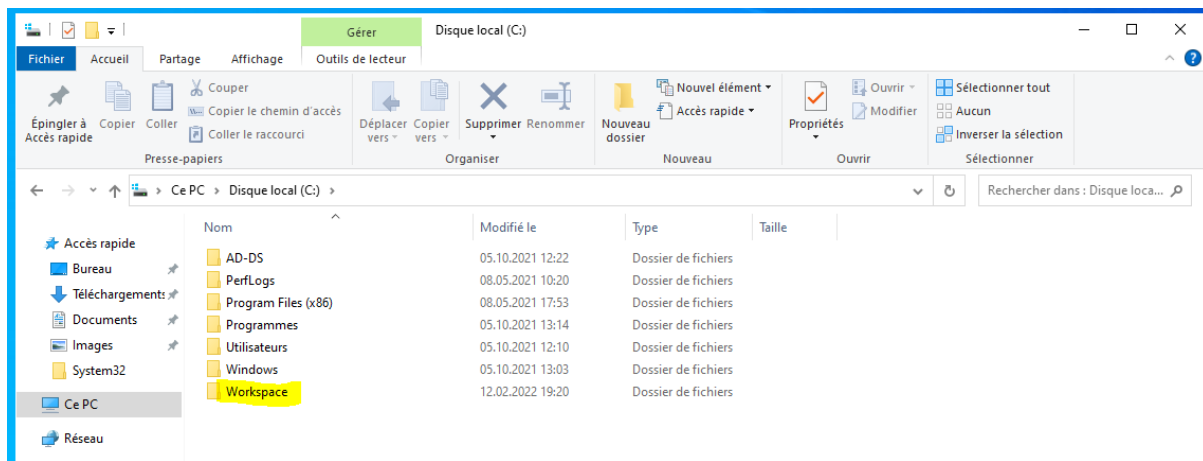 Gérer
Disque local (C:)
Fichier
Accueil
Partage
Affichage
Outils de lecteur
Épingler à
Accès rapide
Copier
Coller
Couper
Copier le chemin d'accès
Coller le raccourci
Presse-papiers
Déplacer
vers
Copier
vers
Supprimer
Renommer
Organiser
Nouveau
dossier
Nouvel élément
Accès rapide
Nouveau
Propriétés
Ouvrir
Modifier
Ouvrir
Sélectionner tout
Aucun
Inverser la sélection
Sélectionner
Ce PC > Disque local (C:) >
Rechercher dans : Disque loca...
Accès rapide
Bureau
Téléchargements
Documents
Images
System32
Ce PC
Réseau
Nom Modifié le Type Taille
AD-DS 05.10.2021 12:22 Dossier de fichiers
PerfLogs 08.05.2021 10:20 Dossier de fichiers
Program Files (x86) 08.05.2021 17:53 Dossier de fichiers
Programmes 05.10.2021 13:14 Dossier de fichiers
Utilisateurs 05.10.2021 12:10 Dossier de fichiers
Windows 05.10.2021 13:03 Dossier de fichiers
Workspace 12.02.2022 19:20 Dossier de fichiers